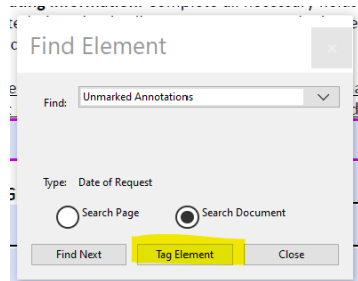 Find Element
Find: Unmarked Annotations
Type: Date of Request
Search Page Search Document
Find Next Tag Element Close